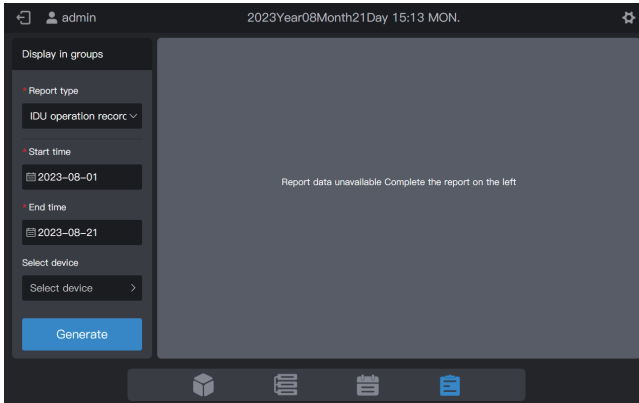 admin
2023Year08Month21Day 15:13 MON.
Display in groups
* Report type
IDU operation recorc
* Start time
2023-08-01
* End time
2023-08-21
Select device
Select device
Generate
Report data unavailable Complete the report on the left